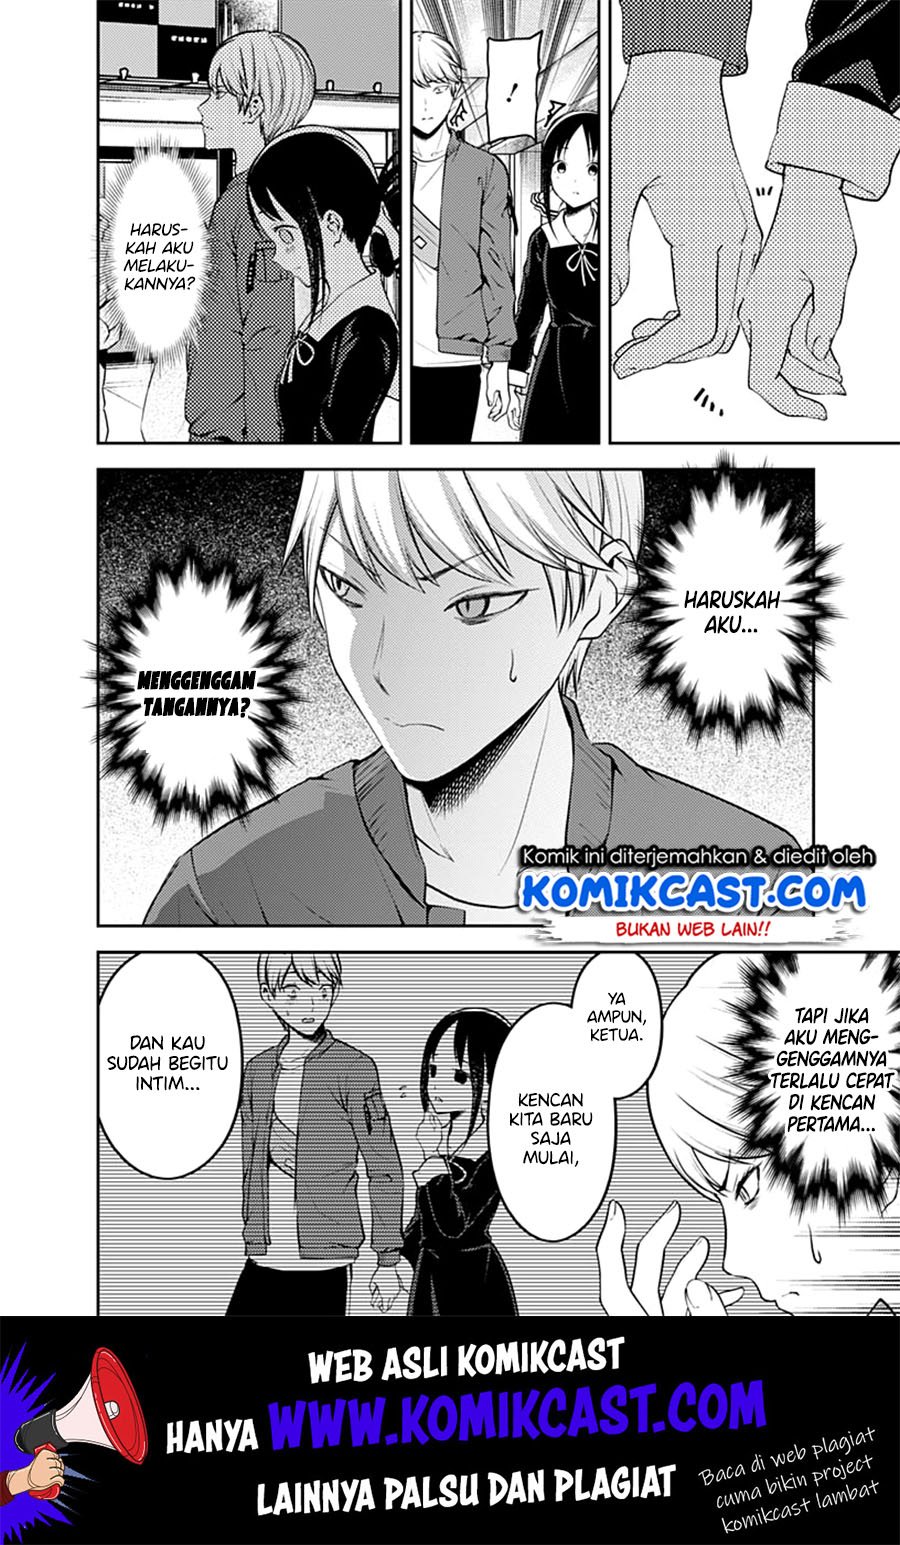 !
HARUS-
KAH AKU
MELAKU-
KANNYA?
HARUSKAH
AKU...
MENGGENGGAM
TANGANNYA?
Komik ini diterjemahkan & diedit oleh
KOMIKCAST.COM
BUKAN WEB LAIN!!
TAPI JIKA
AKU MENG-
GENGGAMNYA
TERLALU CEPAT
DI KENCAN
PERTAMA...
YA
AMPUN,
KETUA.
KENCAN
KITA BARU
SAJA
MULAI,
DAN KAU
SUDAH BEGITU
INTIM...
WEB ASLI KOMIKCAST
HANYA WWW.KOMIKCAST.COM
LAINNYA PALSU DAN PLAGIAT
Baca di web plagiat
cuma bikin project
komikcast lambat